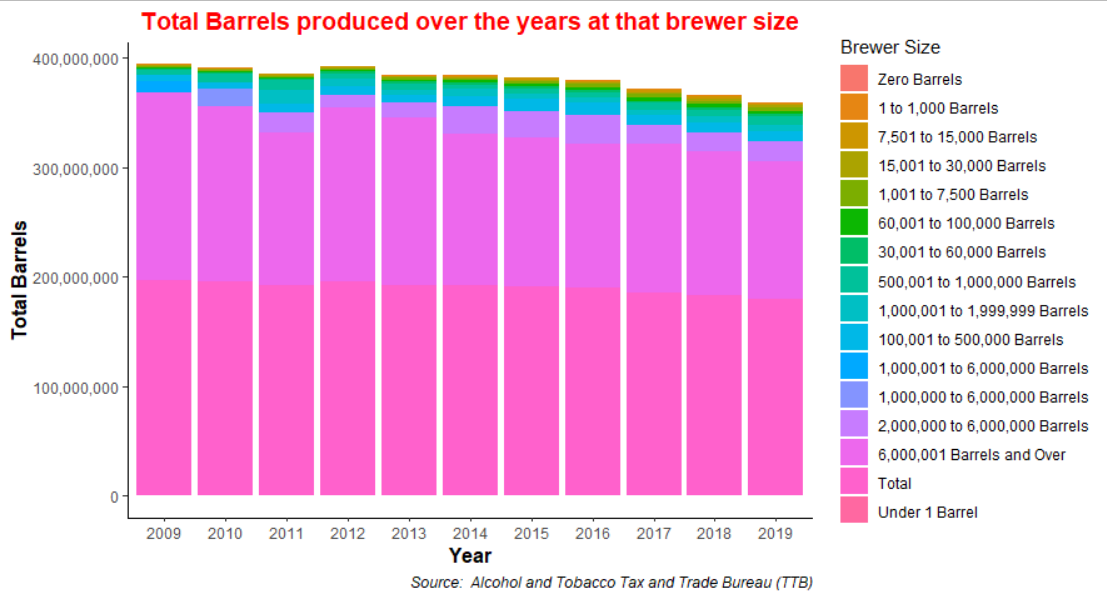 Total Barrels produced over the years at that brewer size
400,000,000
300,000,000
200,000,000
100,000,000
0
Total Barrels
2009 2010 2011 2012 2013 2014 2015 2016 2017 2018 2019
Year
Source: Alcohol and Tobacco Tax and Trade Bureau (TTB)
Brewer Size
Zero Barrels
1 to 1,000 Barrels
7,501 to 15,000 Barrels
15,001 to 30,000 Barrels
1,001 to 7,500 Barrels
60,001 to 100,000 Barrels
30,001 to 60,000 Barrels
500,001 to 1,000,000 Barrels
1,000,001 to 1,999,999 Barrels
100,001 to 500,000 Barrels
1,000,001 to 6,000,000 Barrels
1,000,000 to 6,000,000 Barrels
2,000,000 to 6,000,000 Barrels
6,000,001 Barrels and Over
Total
Under 1 Barrel